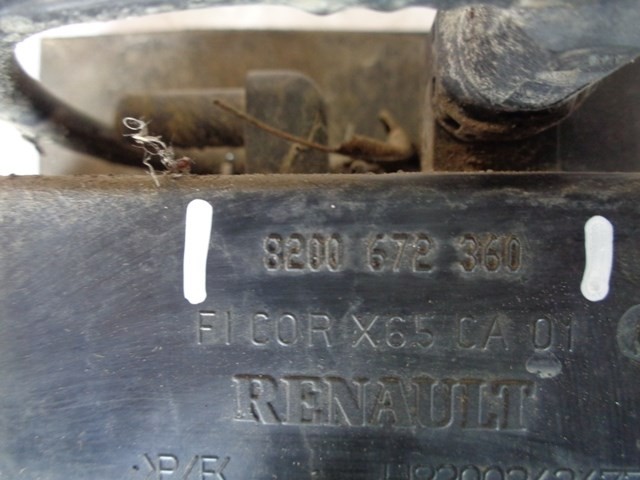 8200 672 360
FI COR X65 CA 01
RENAULT
>P/E<